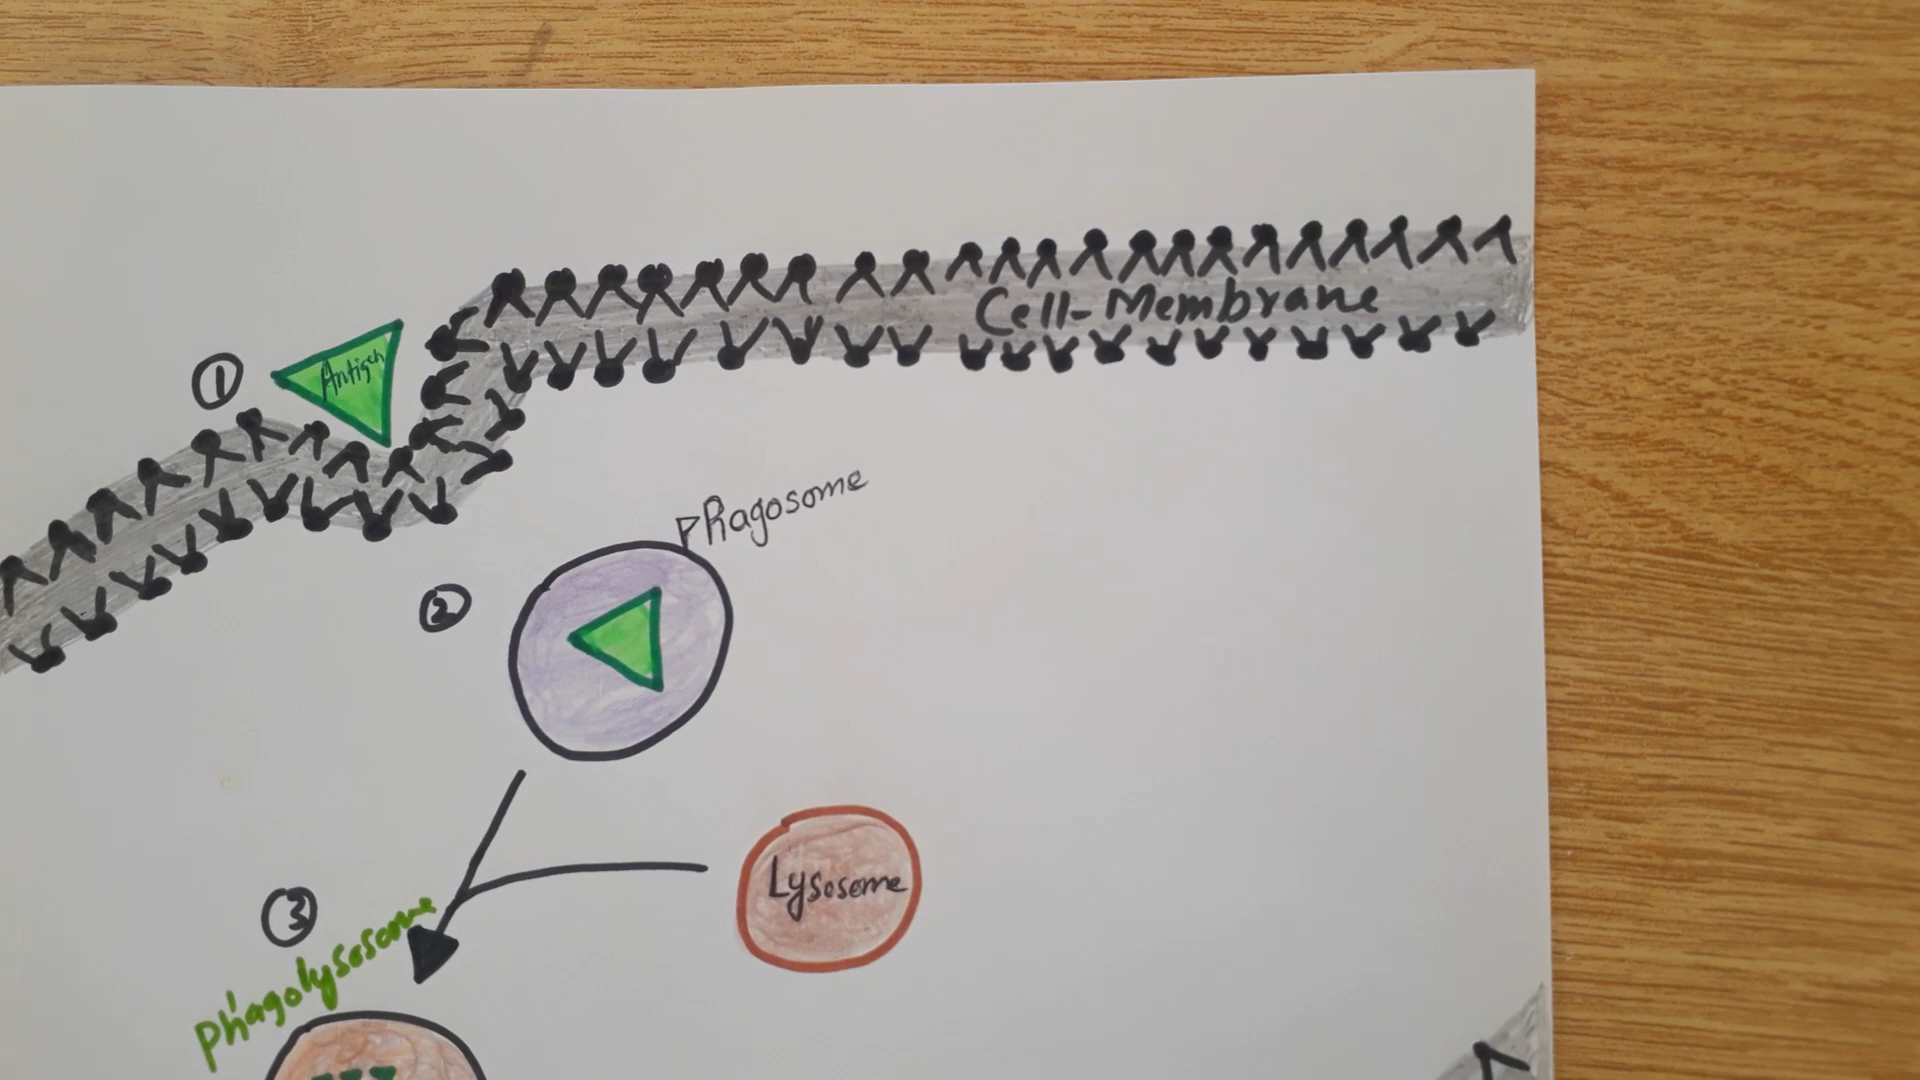 Cell-Membrane
①
Antigen
Phagosome
②
Lysosome
③
Phagolysosome